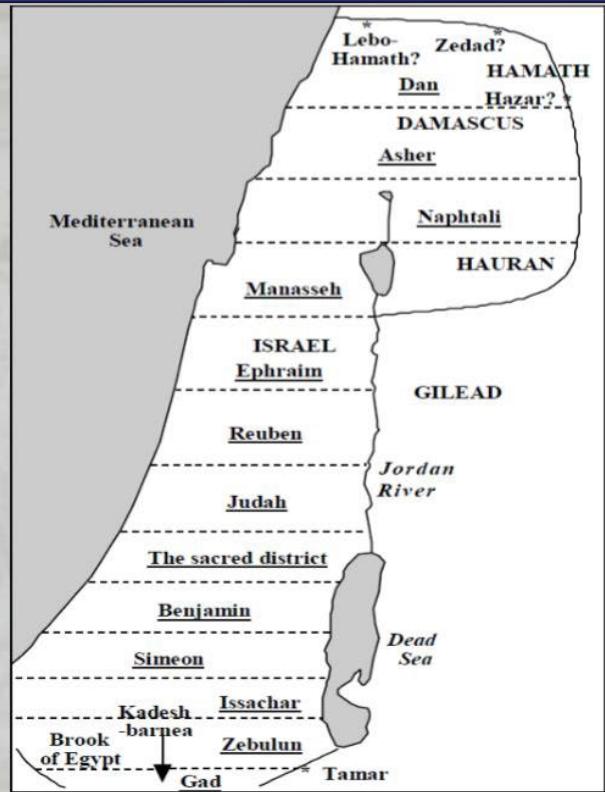 * *
Lebo-
Hamath?
Zedad?
HAMATH
Dan
Hazar? *
DAMASCUS
Asher
Mediterranean
Sea
Naphtali
HAURAN
Manasseh
ISRAEL
Ephraim
GILEAD
Reuben
Jordan
River
Judah
The sacred district
Benjamin
Dead
Sea
Simeon
Issachar
Kadesh
-barnea
Brook
of Egypt
Zebulun
* Tamar
Gad